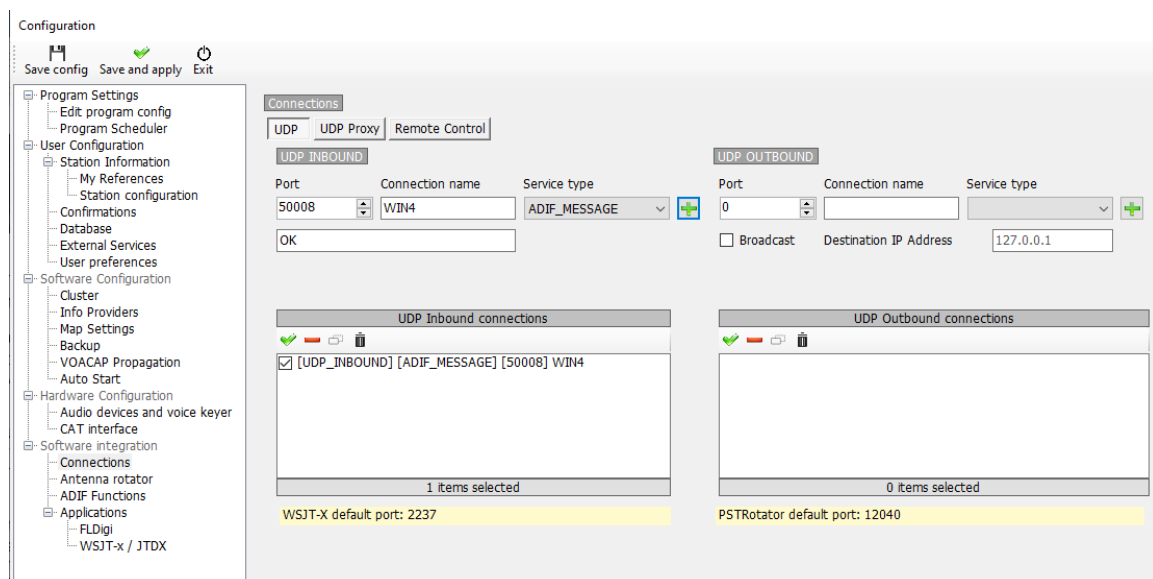 Configuration
Save config Save and apply Exit
Program Settings
Edit program config
Program Scheduler
User Configuration
Station Information
My References
Station configuration
Confirmations
Database
External Services
User preferences
Software Configuration
Cluster
Info Providers
Map Settings
Backup
VOACAP Propagation
Auto Start
Hardware Configuration
Audio devices and voice keyer
CAT interface
Software integration
Connections
Antenna rotator
ADIF Functions
Applications
FLDigi
WSJT-x / JTDX
Connections
UDP UDP Proxy Remote Control
UDP INBOUND
Port Connection name Service type
50008 WIN4 ADIF_MESSAGE
OK
UDP Inbound connections
[UDP_INBOUND] [ADIF_MESSAGE] [50008] WIN4
1 items selected
WSJT-X default port: 2237
UDP OUTBOUND
Port Connection name Service type
0
Broadcast Destination IP Address 127.0.0.1
UDP Outbound connections
0 items selected
PSTRotator default port: 12040